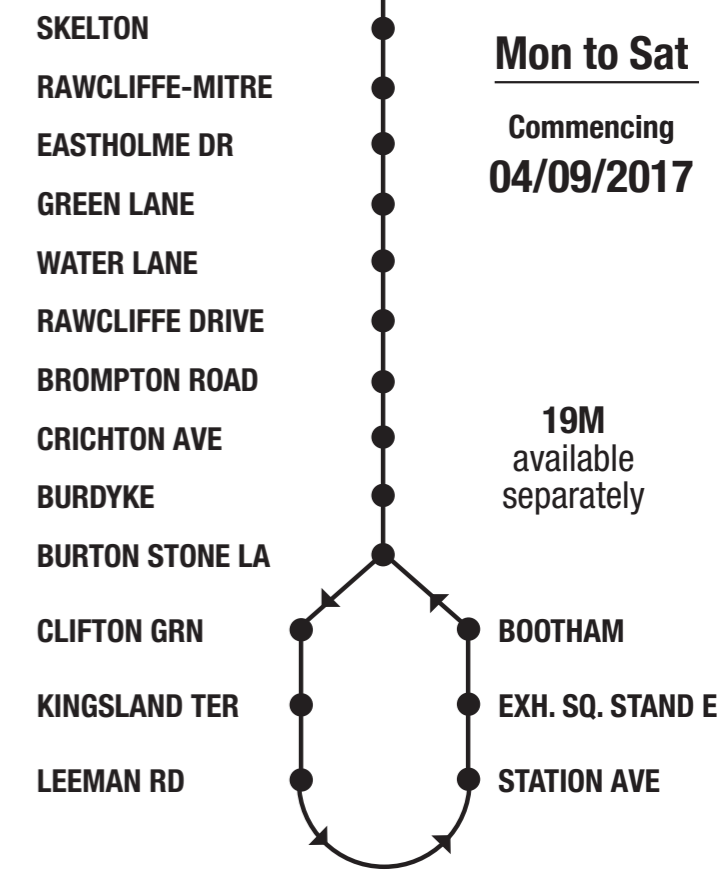 SKELTON
RAWCLIFFE-MITRE
EASTHOLME DR
GREEN LANE
WATER LANE
RAWCLIFFE DRIVE
BROMPTON ROAD
CRICHTON AVE
BURDYKE
BURTON STONE LA
CLIFTON GRN
KINGSLAND TER
LEEMAN RD
BOOTHAM
EXH. SQ. STAND E
STATION AVE
Mon to Sat
Commencing
04/09/2017
19M
available
separately